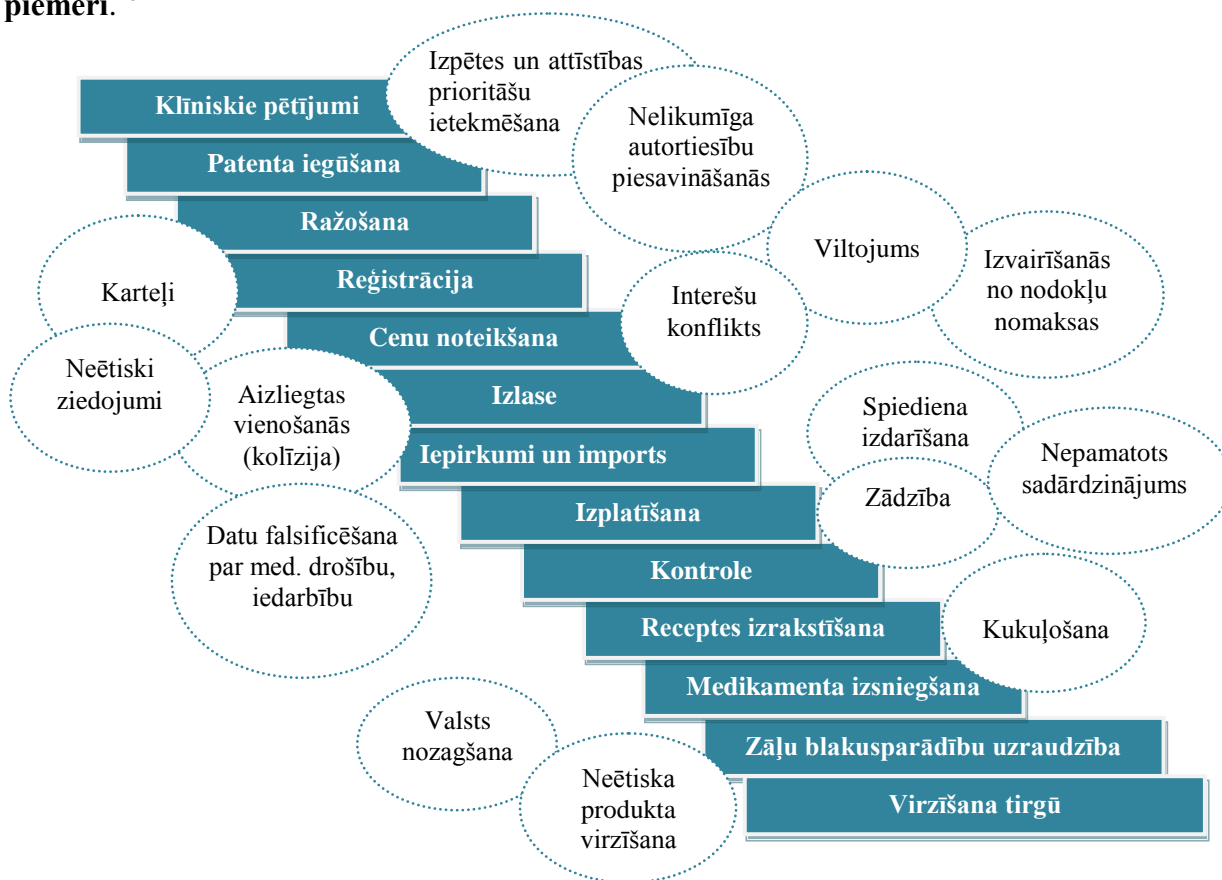 piemēri.
Izpētes un attīstības
prioritāšu
ietekmēšana
Klīniskie pētījumi
Nelikumīga
autortiesību
piesavināšanās
Patenta iegūšana
Ražošana
Viltojums
Izvairīšanās
no nodokļu
nomaksas
Karteļi
Reģistrācija
Interešu
konflikts
Cenu noteikšana
Neētiski
ziedojumi
Aizliegtas
vienošanās
(kolīzija)
Izlase
Spiediena
izdarīšana
Iepirkumi un imports
Nepamatots
sadārdzinājums
Zādzība
Izplatīšana
Datu falsificēšana
par med. drošību,
iedarbību
Kontrole
Receptes izrakstīšana
Kukuļošana
Medikamenta izsniegšana
Valsts
nozagšana
Zāļu blakusparādību uzraudzība
Neētiska
produkta
virzīšana
Virzīšana tirgū